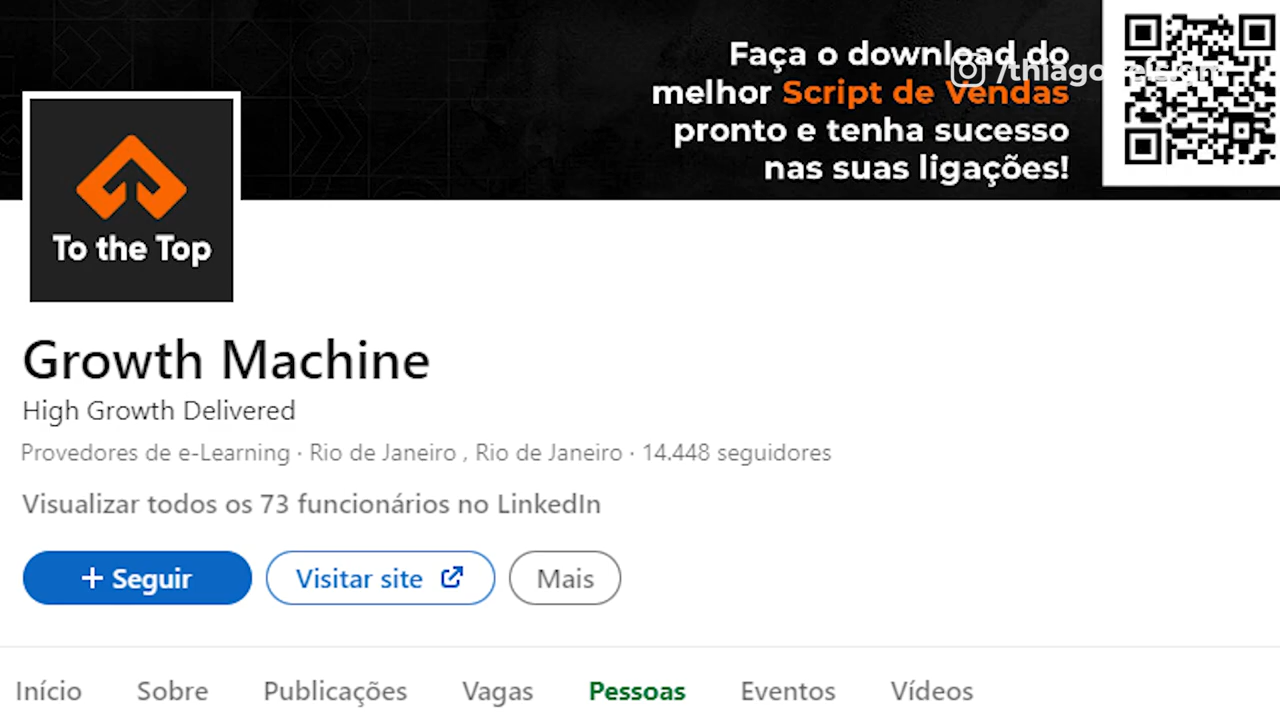 Faça o download do
melhor Script de Vendas
pronto e tenha sucesso
nas suas ligações!
To the Top
Growth Machine
High Growth Delivered
Provedores de e-Learning · Rio de Janeiro , Rio de Janeiro · 14.448 seguidores
Visualizar todos os 73 funcionários no LinkedIn
+ Seguir
Visitar site
Mais
Início Sobre Publicações Vagas Pessoas Eventos Vídeos